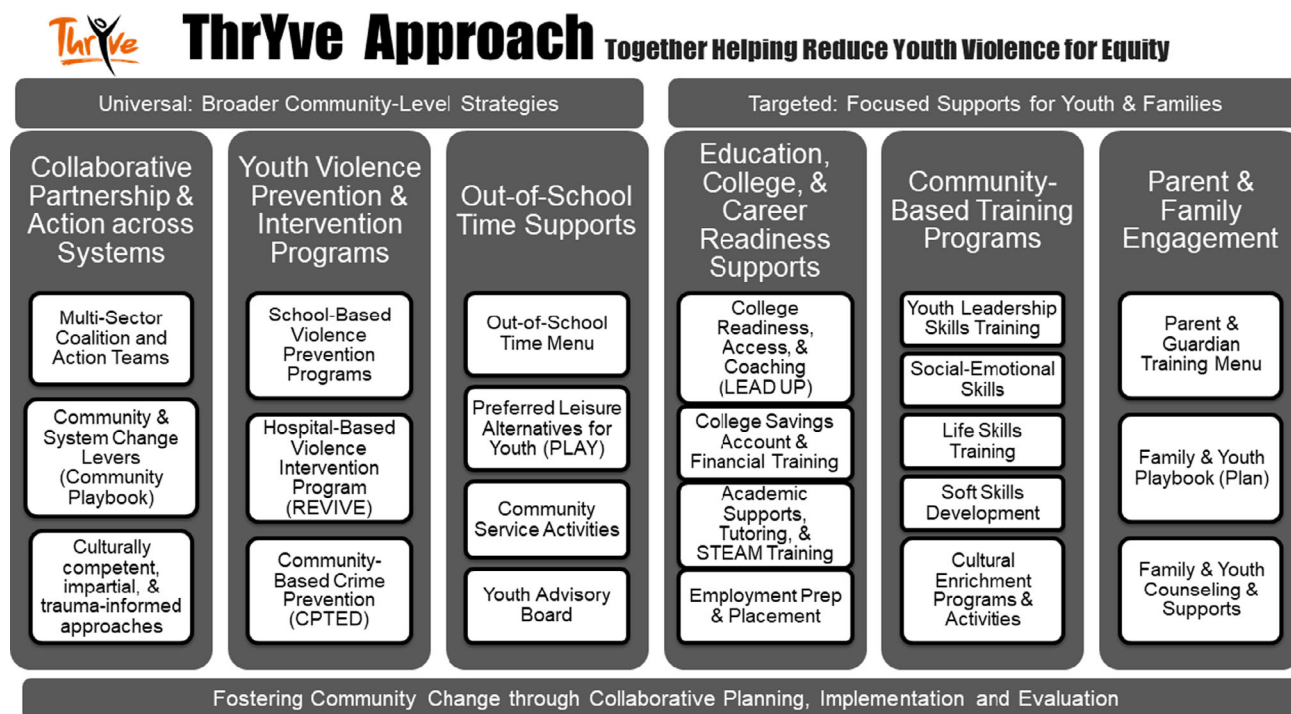 ThrYve
ThrYve Approach Together Helping Reduce Youth Violence for Equity
Universal: Broader Community-Level Strategies
Targeted: Focused Supports for Youth & Families
Collaborative
Partnership &
Action across
Systems
Multi-Sector
Coalition and
Action Teams
Community &
System Change
Levers
(Community
Playbook)
Culturally
competent,
impartial, &
trauma-informed
approaches
Youth Violence
Prevention &
Intervention
Programs
School-Based
Violence
Prevention
Programs
Hospital-Based
Violence
Intervention
Program
(REVIVE)
Community-
Based Crime
Prevention
(CPTED)
Out-of-School
Time Supports
Out-of-School
Time Menu
Preferred Leisure
Alternatives for
Youth (PLAY)
Community
Service Activities
Youth Advisory
Board
Education,
College, &
Career
Readiness
Supports
College
Readiness,
Access, &
Coaching
(LEAD UP)
College Savings
Account &
Financial Training
Academic
Supports,
Tutoring, &
STEAM Training
Employment Prep
& Placement
Community-
Based Training
Programs
Youth Leadership
Skills Training
Social-Emotional
Skills
Life Skills
Training
Soft Skills
Development
Cultural
Enrichment
Programs &
Activities
Parent &
Family
Engagement
Parent &
Guardian
Training Menu
Family & Youth
Playbook (Plan)
Family & Youth
Counseling &
Supports
Fostering Community Change through Collaborative Planning, Implementation and Evaluation